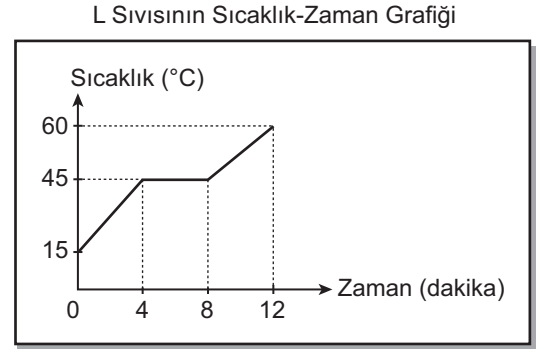 L Sıvısının Sıcaklık-Zaman Grafiği
Sıcaklık (°C)
60
45
15
0 4 8 12
Zaman (dakika)